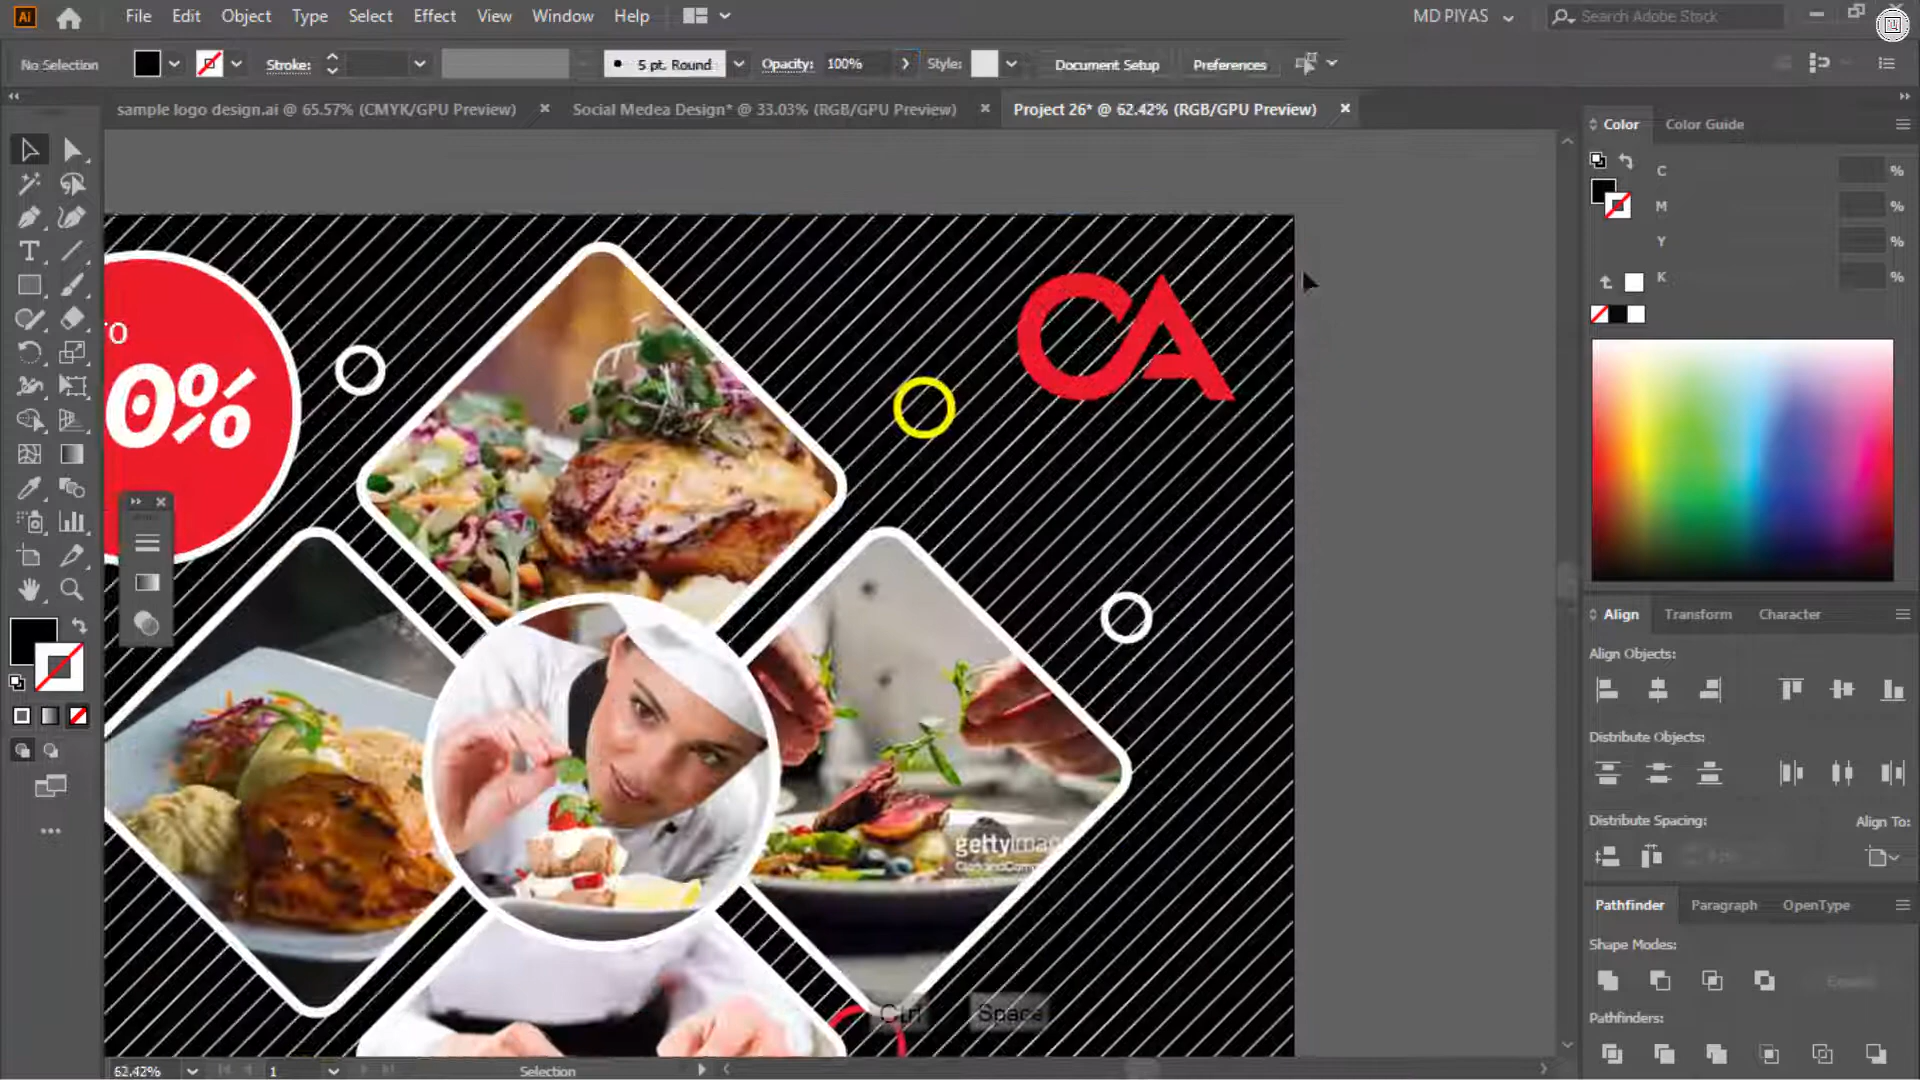 Ai File Edit Object Type Select Effect View Window Help MD PIYAS Search Adobe Stock
No Selection Stroke: 5 pt. Round Opacity: 100% Style: Document Setup Preferences
sample logo design.ai @ 65.57% (CMYK/GPU Preview) Social Medea Design* @ 33.03% (RGB/GPU Preview) Project 26* @ 62.42% (RGB/GPU Preview)
Color Color Guide
C %
M %
Y %
K %
CA
TO
0%
Align Transform Character
Align Objects:
Distribute Objects:
Distribute Spacing: Align To:
gettyima
Pathfinder Paragraph OpenType
Shape Modes:
Ctrl Space
Pathfinders:
62.42% 1 Selection